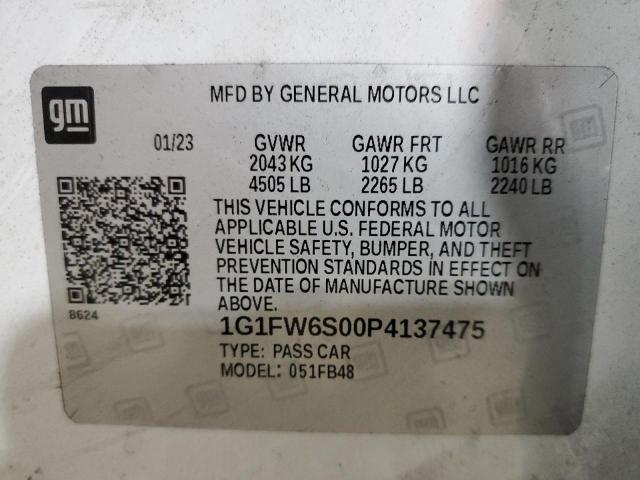 gm
MFD BY GENERAL MOTORS LLC
01/23 GVWR GAWR FRT GAWR RR
2043 KG 1027 KG 1016 KG
4505 LB 2265 LB 2240 LB
THIS VEHICLE CONFORMS TO ALL
APPLICABLE U.S. FEDERAL MOTOR
VEHICLE SAFETY, BUMPER, AND THEFT
PREVENTION STANDARDS IN EFFECT ON
THE DATE OF MANUFACTURE SHOWN
ABOVE.
8624
1G1FW6S00P4137475
TYPE: PASS CAR
MODEL: 051FB48